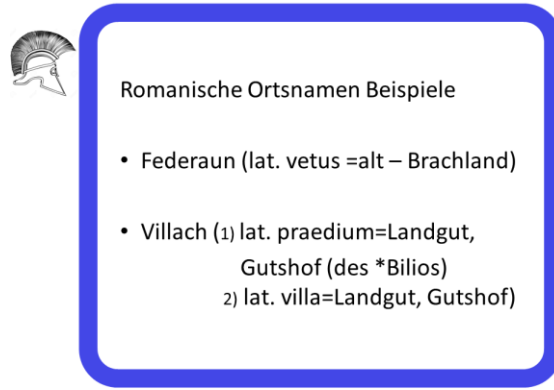 Romanische Ortsnamen Beispiele
• Federaun (lat. vetus =alt – Brachland)
• Villach (1) lat. praedium=Landgut,
Gutshof (des *Bilios)
2) lat. villa=Landgut, Gutshof)